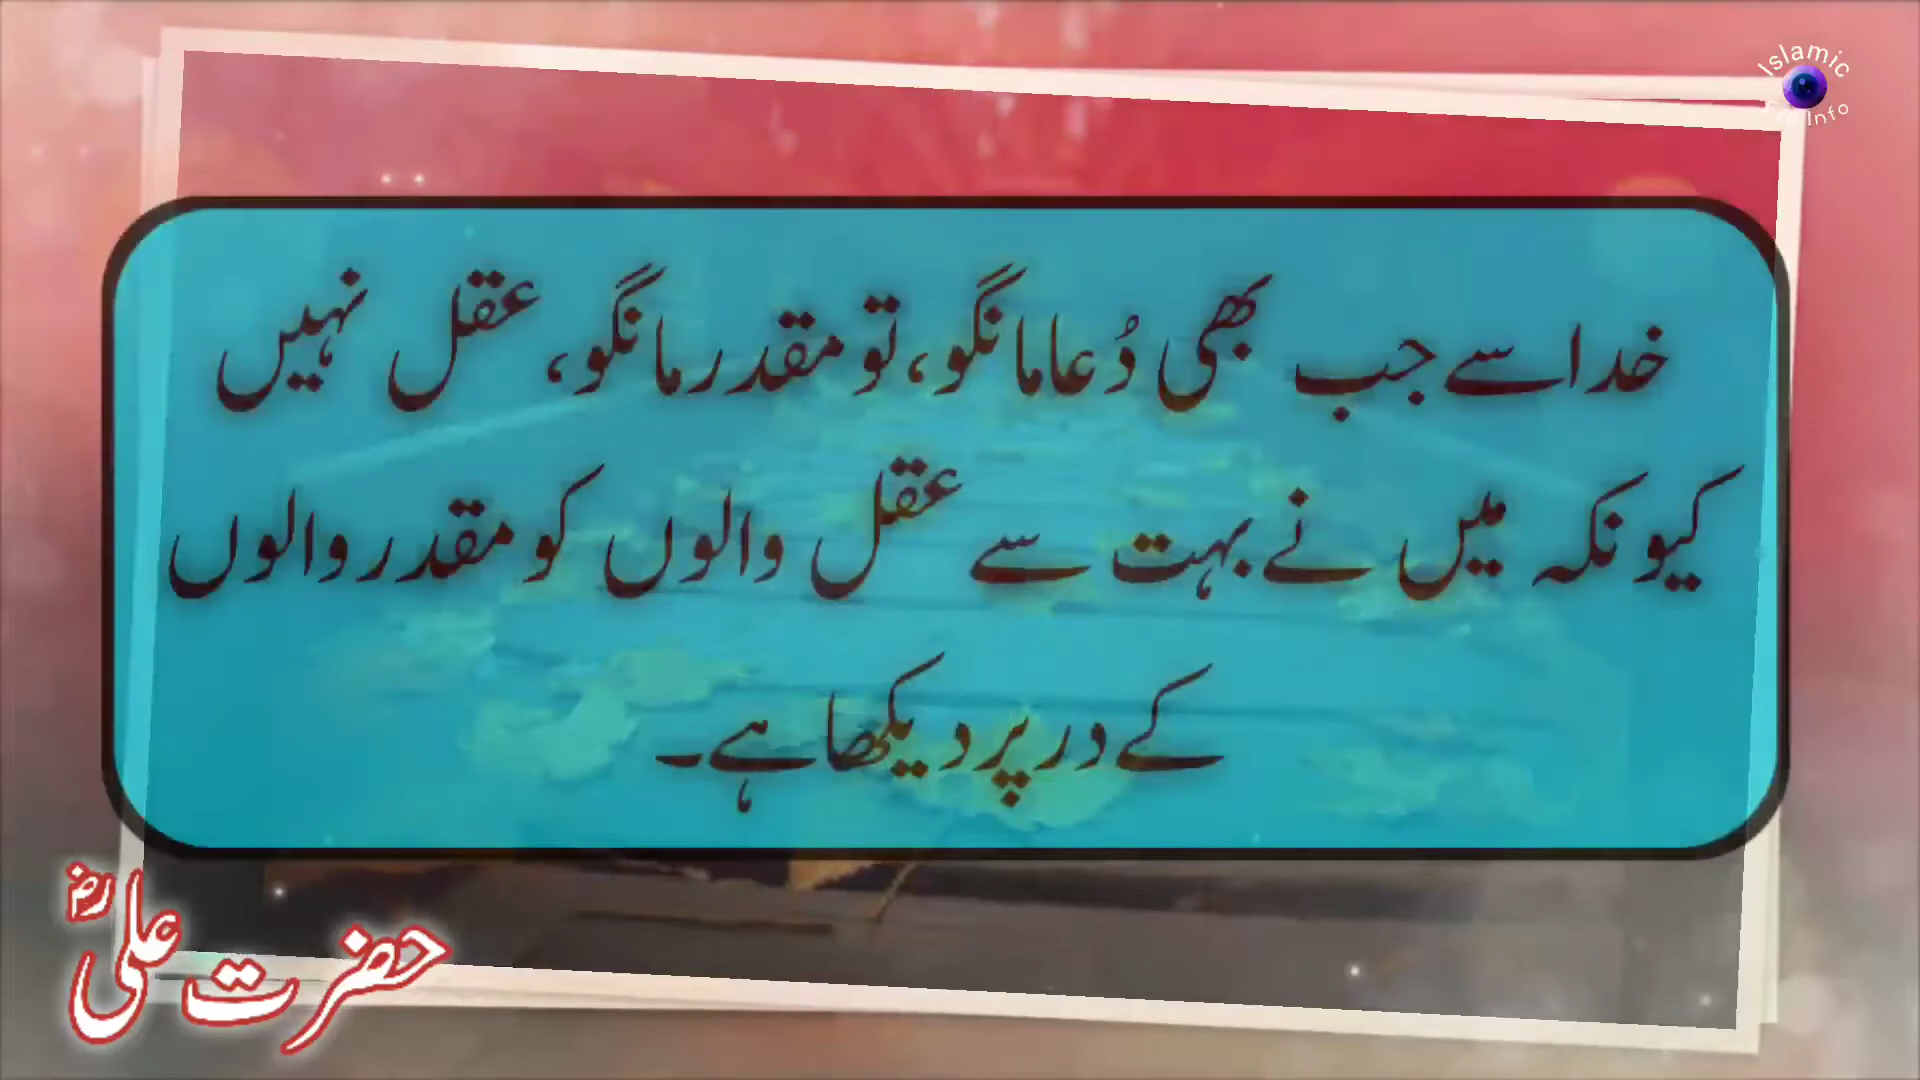 Islamic
Info
خدا سے جب بھی دُعا مانگو، تو مقدر مانگو، عقل نہیں
کیونکہ میں نے بہت سے عقل والوں کو مقدر والوں
کے در پر دیکھا ہے۔
حضرت علی رض